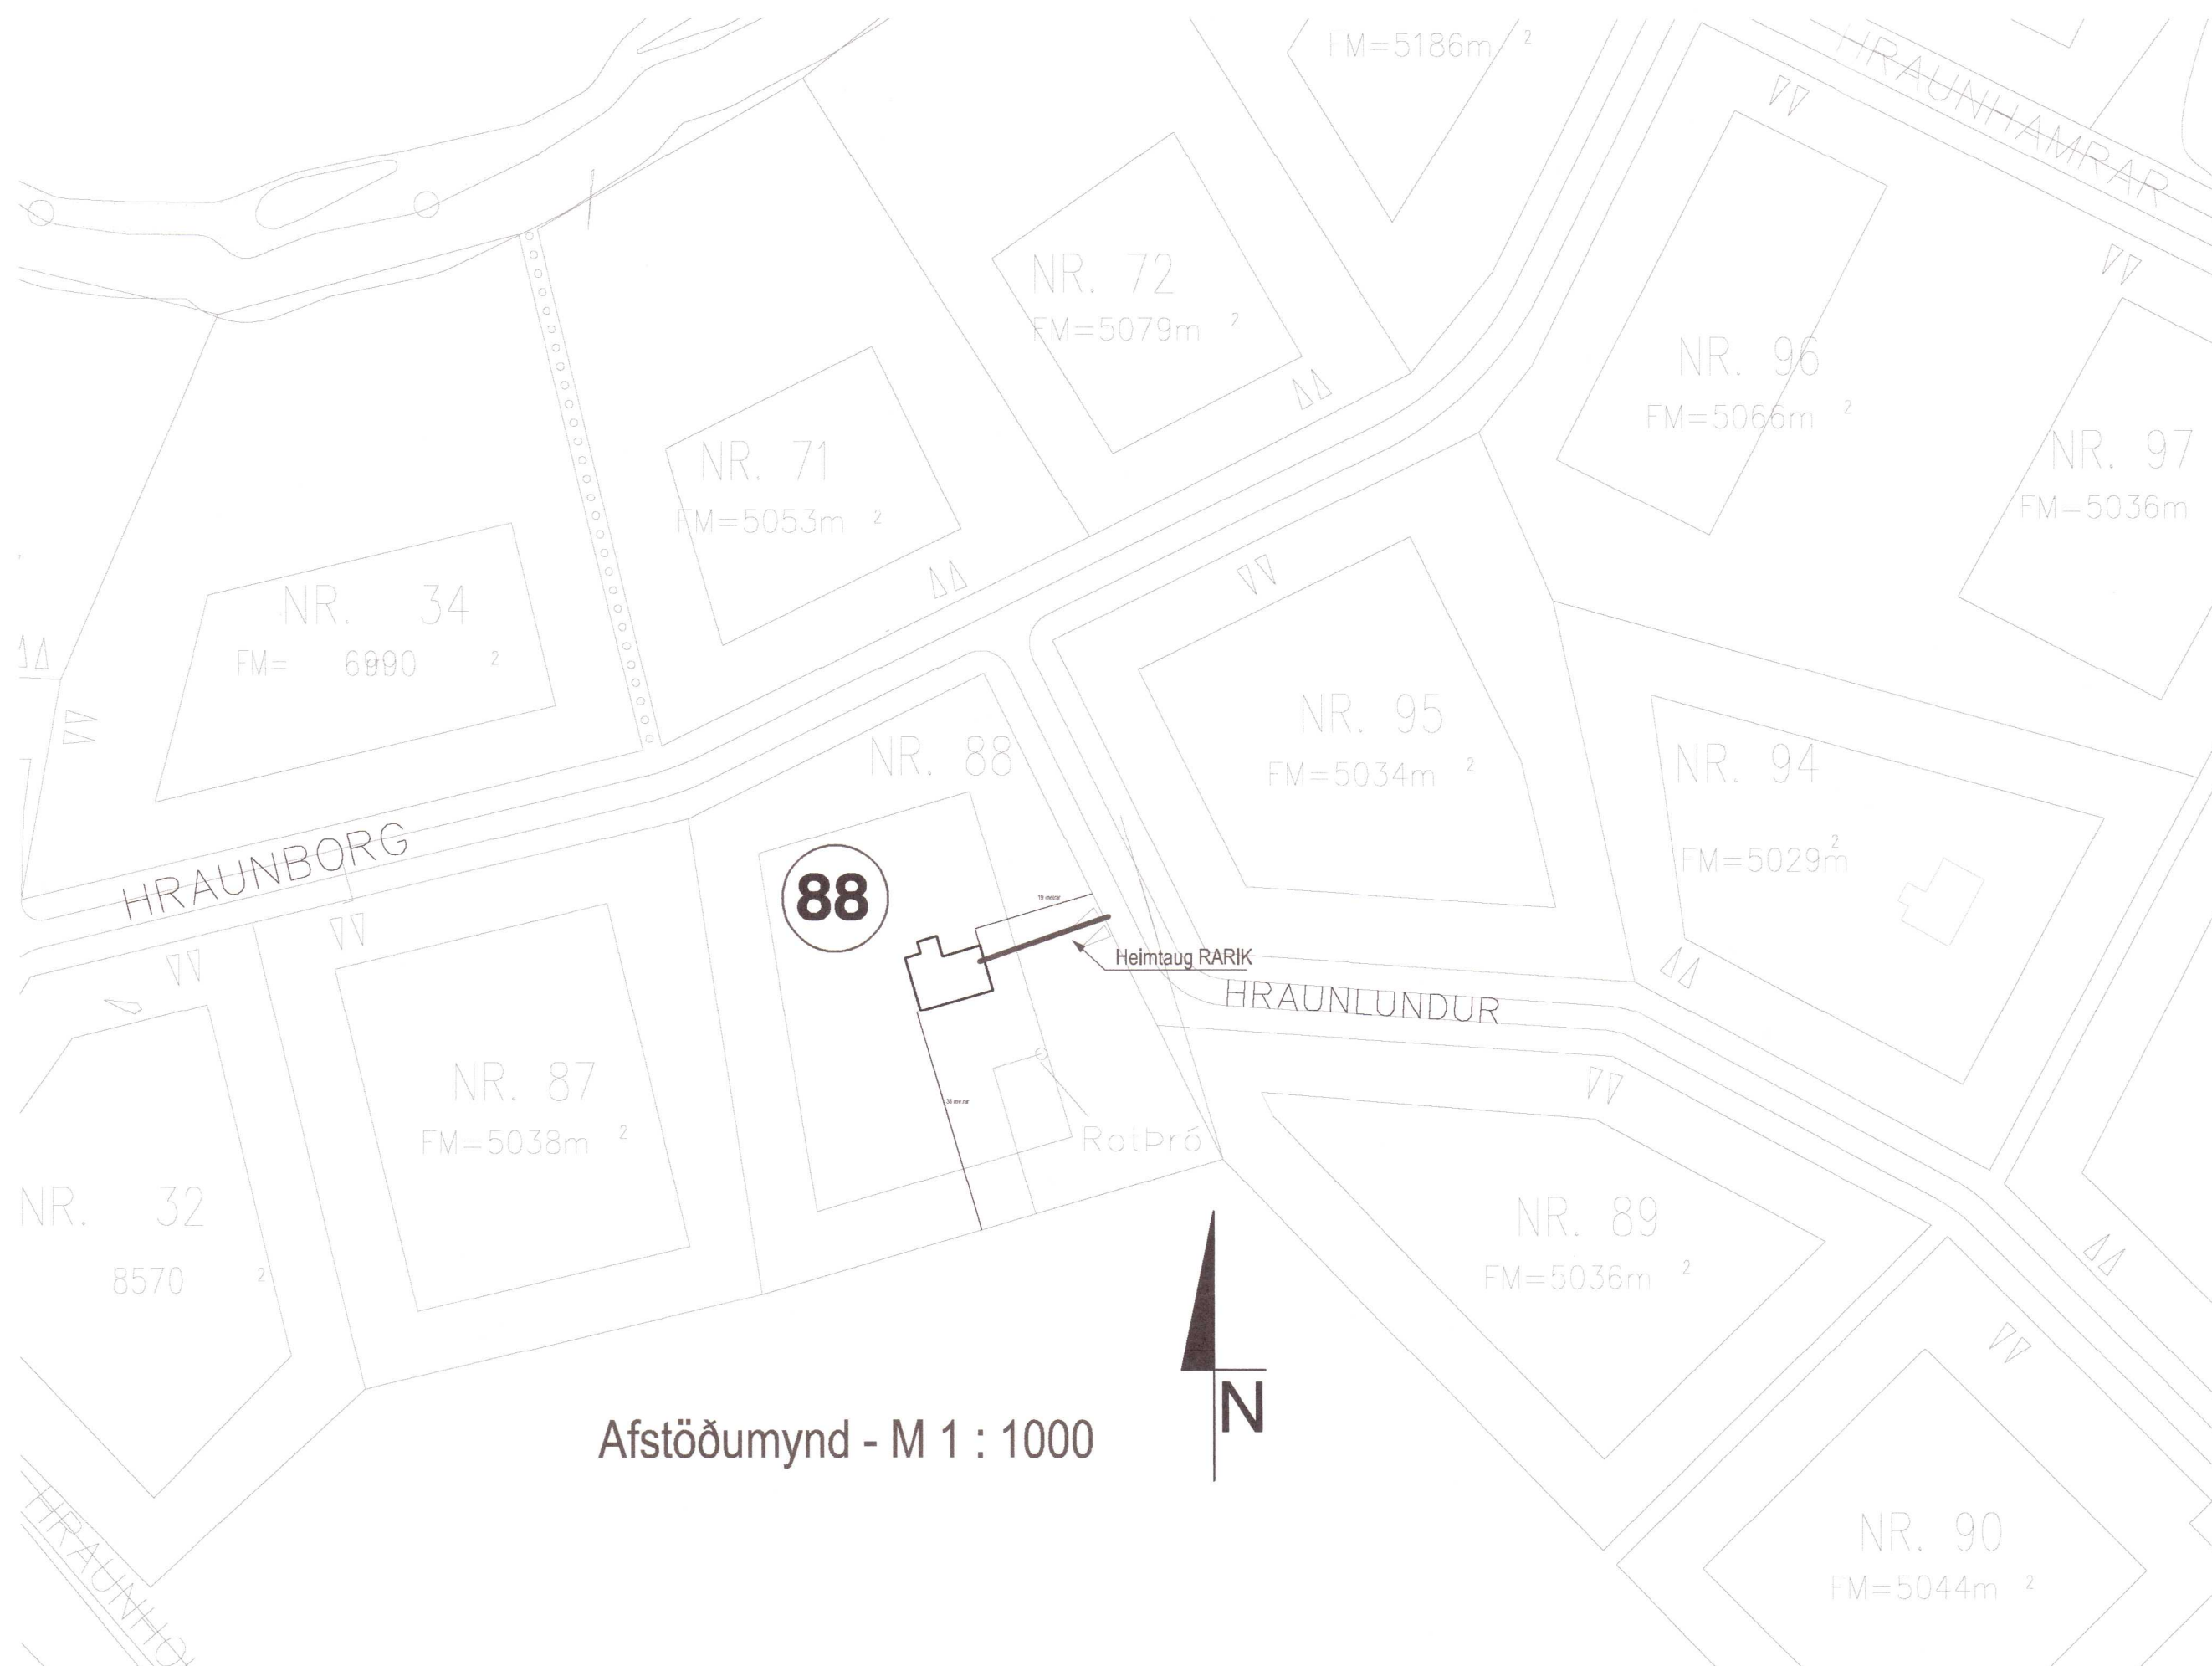 FM=5186m 2
HRAUNHAMRAR
NR. 72
FM=5079m 2
NR. 96
FM=5066m 2
NR. 71
FM=5053m 2
NR. 97
FM=5036m
NR. 34
FM= 6990 2
NR. 95
FM=5034m 2
NR. 88
NR. 94
FM=5029m 2
HRAUNBORG
88
19 metrar
Heimtaug RARIK
HRAUNLUNDUR
NR. 87
FM=5038m 2
RotÞró
NR. 32
8570 2
NR. 89
FM=5036m 2
N
Afstöðumynd - M 1 : 1000
HRAUNHO
NR. 90
FM=5044m 2